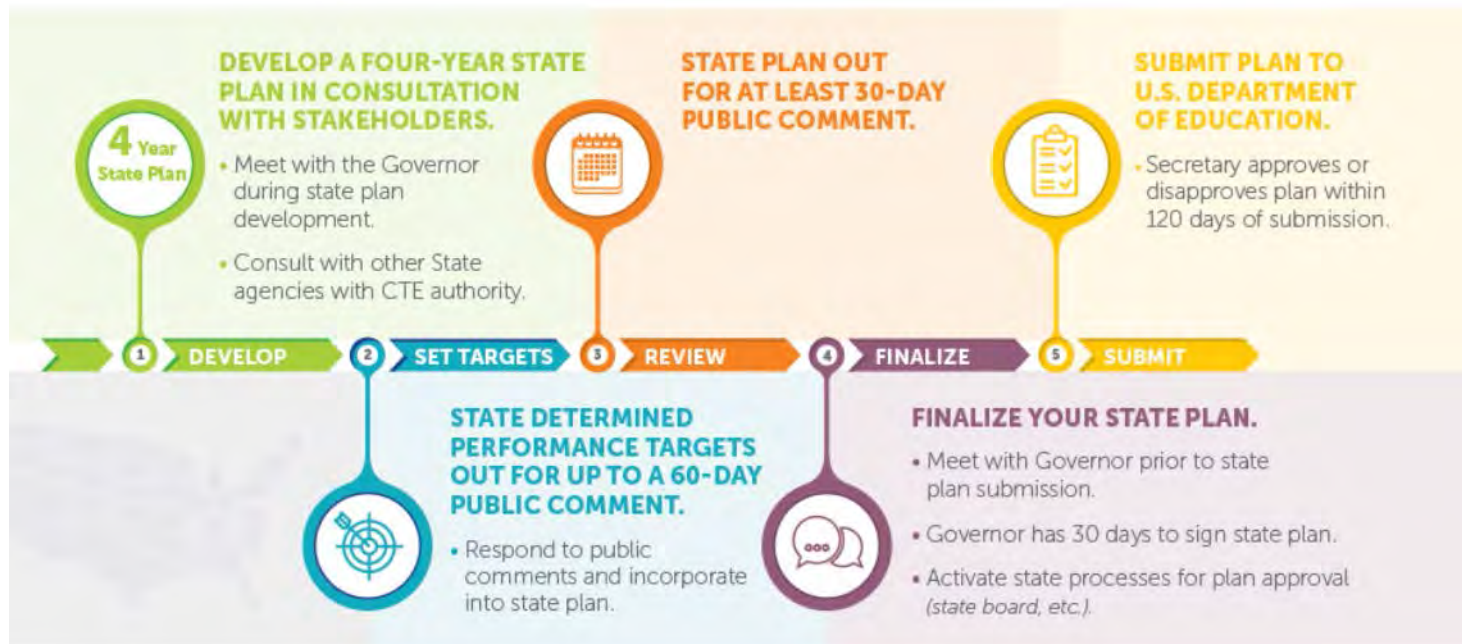 DEVELOP A FOUR-YEAR STATE
PLAN IN CONSULTATION
WITH STAKEHOLDERS.
4 Year
State Plan
• Meet with the Governor
during state plan
development.
• Consult with other State
agencies with CTE authority.
STATE PLAN OUT
FOR AT LEAST 30-DAY
PUBLIC COMMENT.
SUBMIT PLAN TO
U.S. DEPARTMENT
OF EDUCATION.
• Secretary approves or
disapproves plan within
120 days of submission.
1 DEVELOP
2 SET TARGETS
3 REVIEW
4 FINALIZE
5 SUBMIT
STATE DETERMINED
PERFORMANCE TARGETS
OUT FOR UP TO A 60-DAY
PUBLIC COMMENT.
• Respond to public
comments and incorporate
into state plan.
FINALIZE YOUR STATE PLAN.
• Meet with Governor prior to state
plan submission.
• Governor has 30 days to sign state plan.
• Activate state processes for plan approval
(state board, etc.).